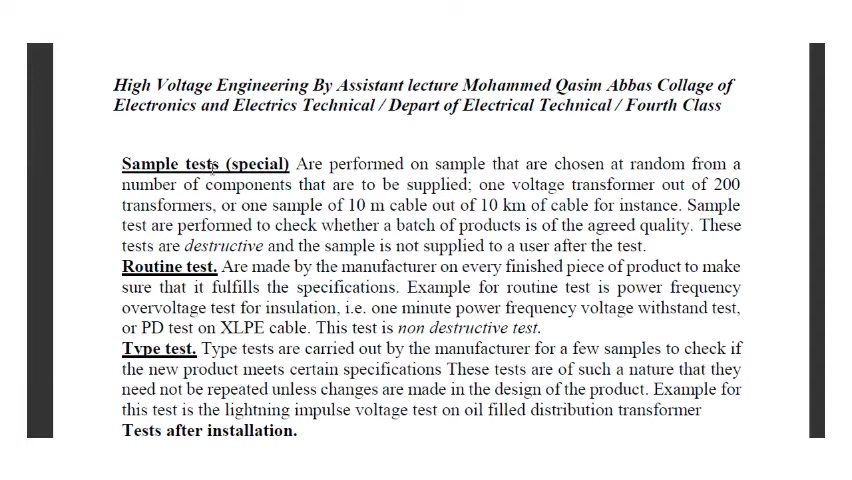 High Voltage Engineering By Assistant lecture Mohammed Qasim Abbas Collage of
Electronics and Electrics Technical / Depart of Electrical Technical / Fourth Class
Sample tests (special) Are performed on sample that are chosen at random from a
number of components that are to be supplied; one voltage transformer out of 200
transformers, or one sample of 10 m cable out of 10 km of cable for instance. Sample
test are performed to check whether a batch of products is of the agreed quality. These
tests are destructive and the sample is not supplied to a user after the test.
Routine test. Are made by the manufacturer on every finished piece of product to make
sure that it fulfills the specifications. Example for routine test is power frequency
overvoltage test for insulation, i.e. one minute power frequency voltage withstand test,
or PD test on XLPE cable. This test is non destructive test.
Type test. Type tests are carried out by the manufacturer for a few samples to check if
the new product meets certain specifications These tests are of such a nature that they
need not be repeated unless changes are made in the design of the product. Example for
this test is the lightning impulse voltage test on oil filled distribution transformer
Tests after installation.